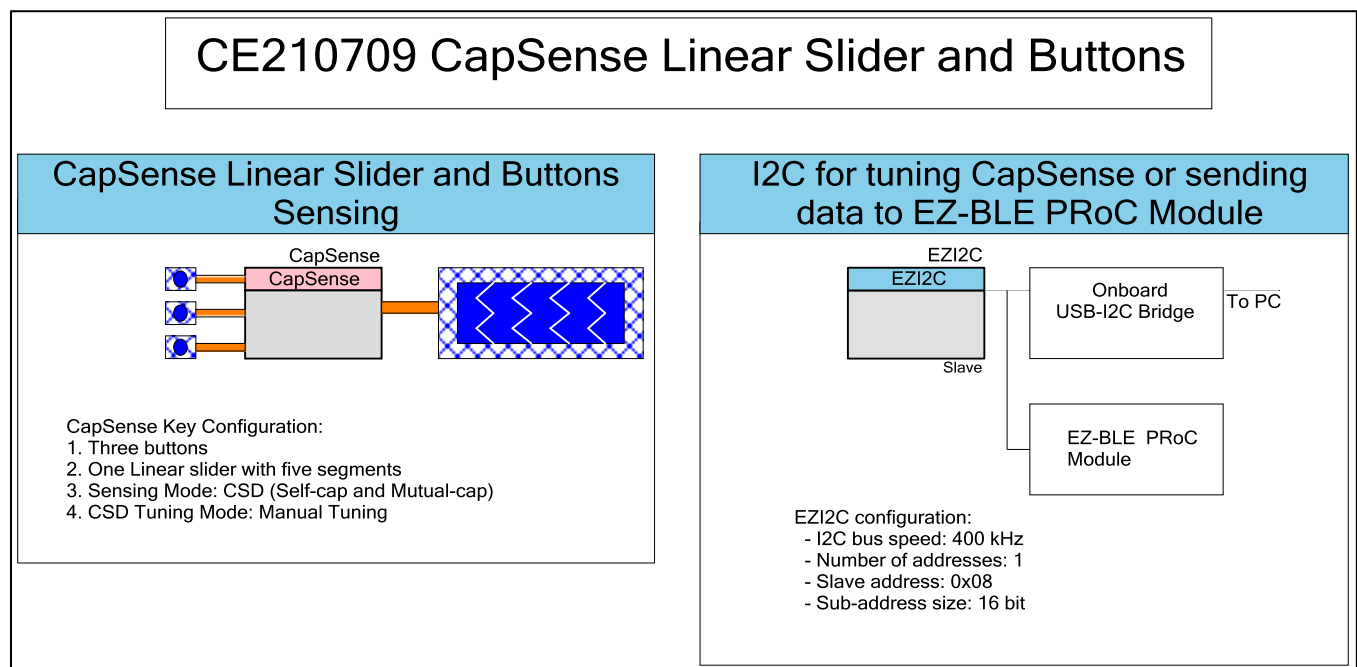 CE210709 CapSense Linear Slider and Buttons
CapSense Linear Slider and Buttons
Sensing
CapSense
CapSense
CapSense Key Configuration:
1. Three buttons
2. One Linear slider with five segments
3. Sensing Mode: CSD (Self-cap and Mutual-cap)
4. CSD Tuning Mode: Manual Tuning
I2C for tuning CapSense or sending
data to EZ-BLE PRoC Module
EZI2C
EZI2C
Slave
Onboard
USB-I2C Bridge
To PC
EZ-BLE PRoC
Module
EZI2C configuration:
- I2C bus speed: 400 kHz
- Number of addresses: 1
- Slave address: 0x08
- Sub-address size: 16 bit